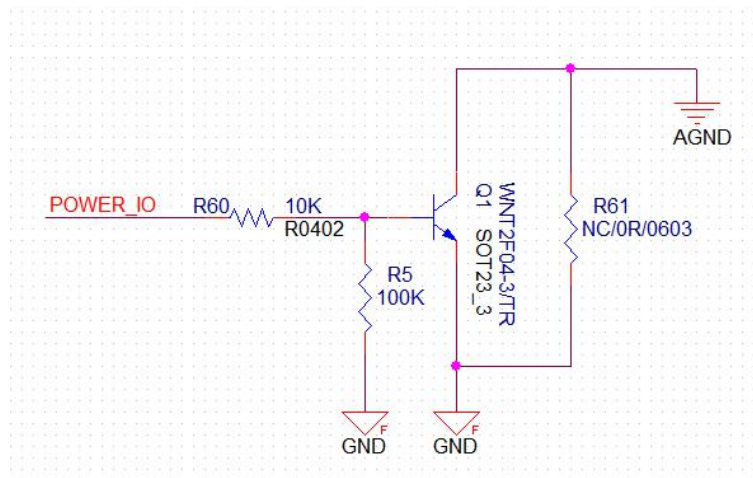 AGND
POWER_IO
R60
10K
R0402
Q1
WNT2F04-3/TR
SOT23_3
R61
NC/0R/0603
R5
100K
F
GND
F
GND